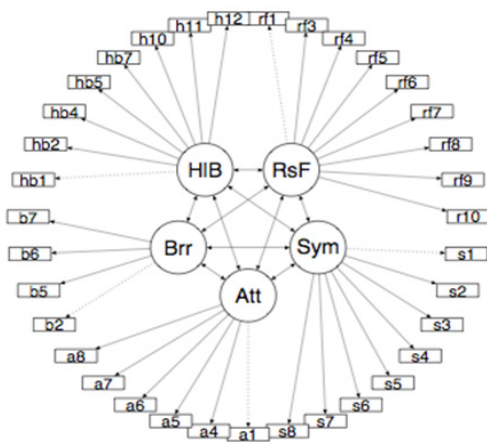 h12
rf1
h11
rf3
h10
rf4
hb7
rf5
hb5
rf6
hb4
rf7
hb2
rf8
HlB
RsF
hb1
rf9
b7
r10
b6
Brr
Sym
s1
b5
s2
Att
b2
s3
a8
s4
a7
s5
a6
s6
a5
s7
a4
a1
s8